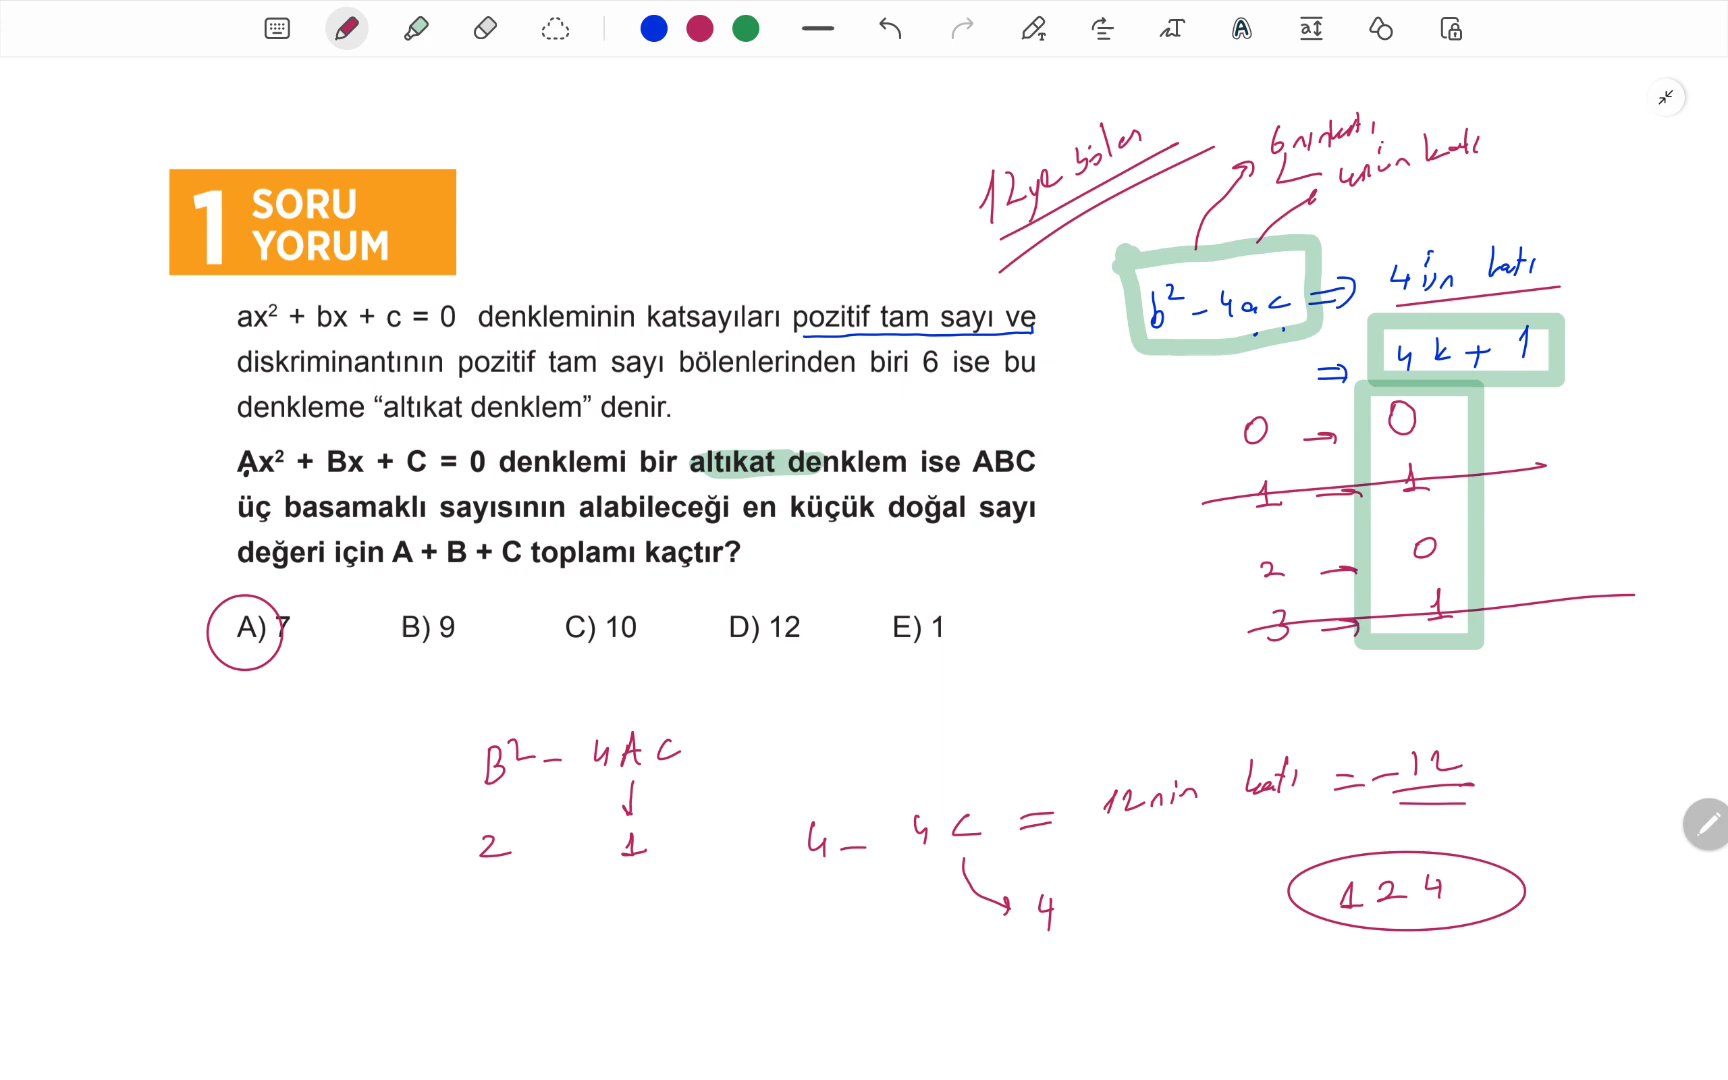 1 SORU
YORUM
12ye bölen
6nın katı
4ünün katı
b² - 4ac ⇒ 4ün katı
⇒ 4k + 1
0 → 0
1 → 1
2 → 0
3 → 1
ax² + bx + c = 0 denkleminin katsayıları pozitif tam sayı ve
diskriminantının pozitif tam sayı bölenlerinden biri 6 ise bu
denkleme “altıkat denklem” denir.
Ax² + Bx + C = 0 denklemi bir altıkat denklem ise ABC
üç basamaklı sayısının alabileceği en küçük doğal sayı
değeri için A + B + C toplamı kaçtır?
A) 7 B) 9 C) 10 D) 12 E) 1
B² - 4AC
2 1
4 - 4C = 12nin katı = -12
4
124